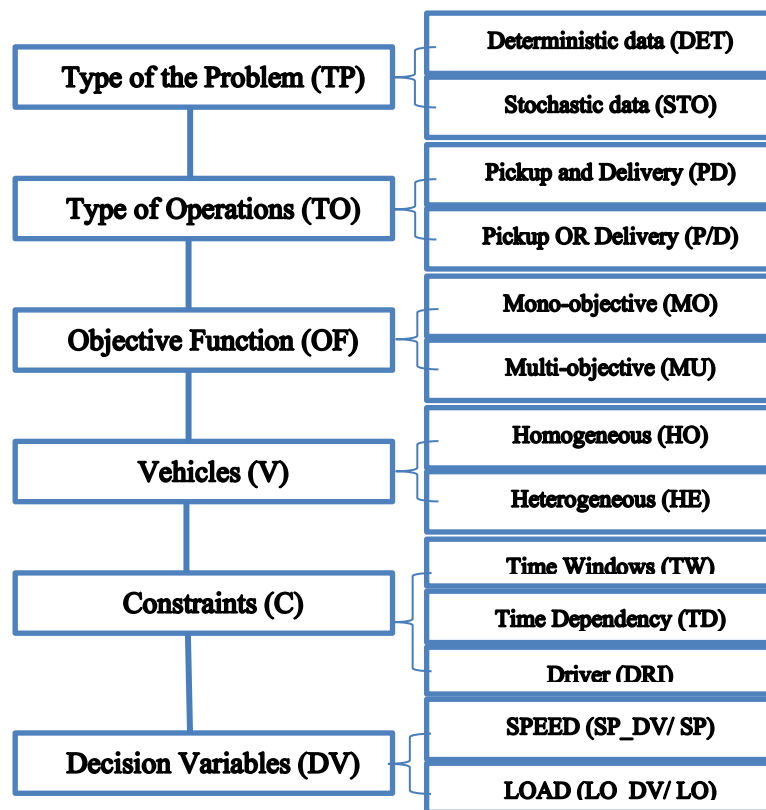 Type of the Problem (TP)
Deterministic data (DET)
Stochastic data (STO)
Type of Operations (TO)
Pickup and Delivery (PD)
Pickup OR Delivery (P/D)
Objective Function (OF)
Mono-objective (MO)
Multi-objective (MU)
Vehicles (V)
Homogeneous (HO)
Heterogeneous (HE)
Constraints (C)
Time Windows (TW)
Time Dependency (TD)
Driver (DRI)
Decision Variables (DV)
SPEED (SP_DV/ SP)
LOAD (LO_DV/ LO)